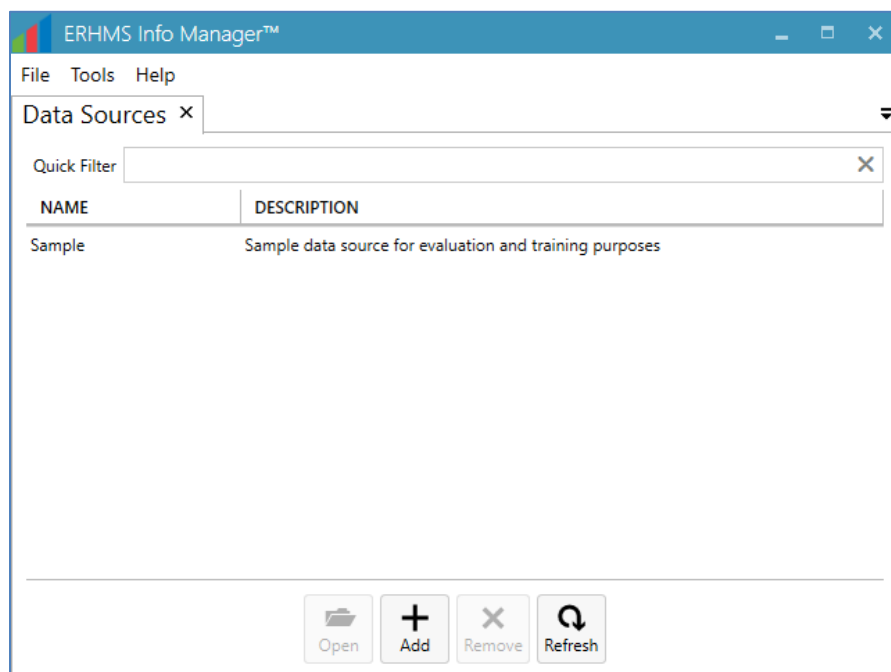 ERHMS Info Manager™
File Tools Help
Data Sources ×
Quick Filter
NAME DESCRIPTION
Sample Sample data source for evaluation and training purposes
Open Add Remove Refresh